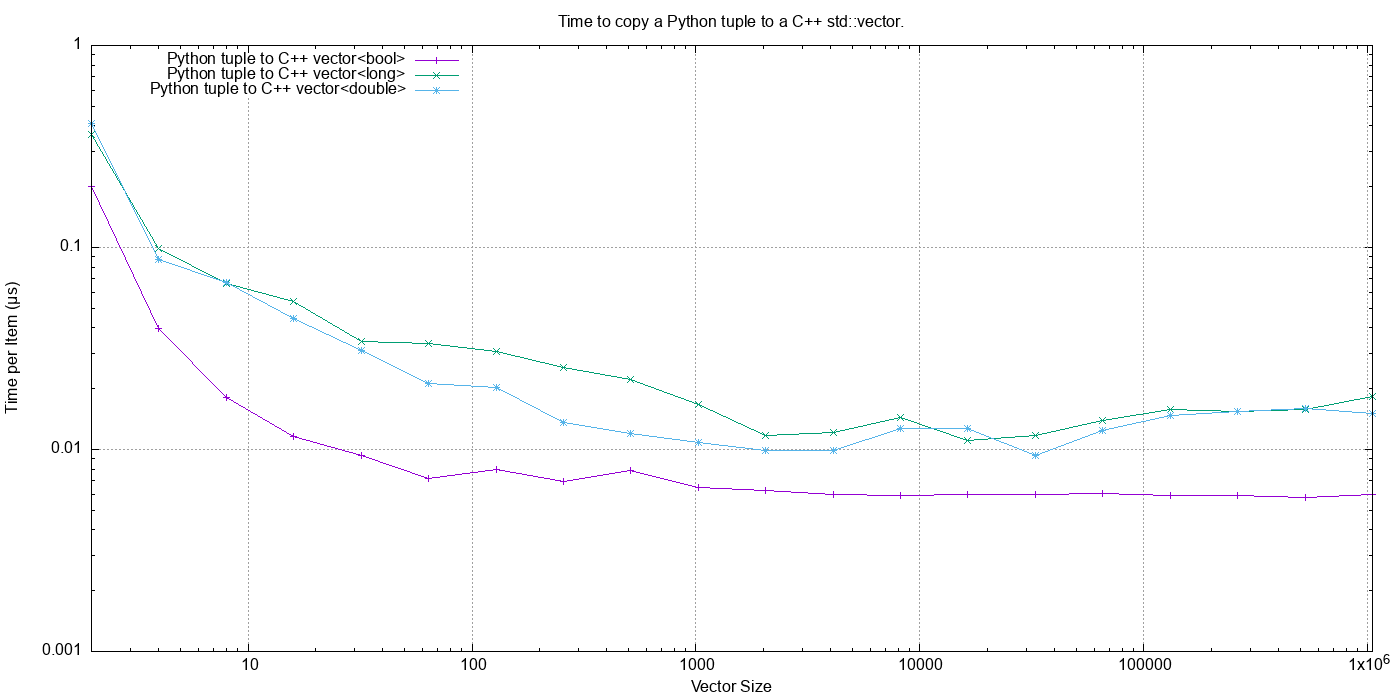 Time to copy a Python tuple to a C++ std::vector.
1
Python tuple to C++ vector<bool>
Python tuple to C++ vector<long>
Python tuple to C++ vector<double>
0.1
Time per Item (µs)
0.01
0.001
10 100 1000 10000 100000 1x10⁶
Vector Size